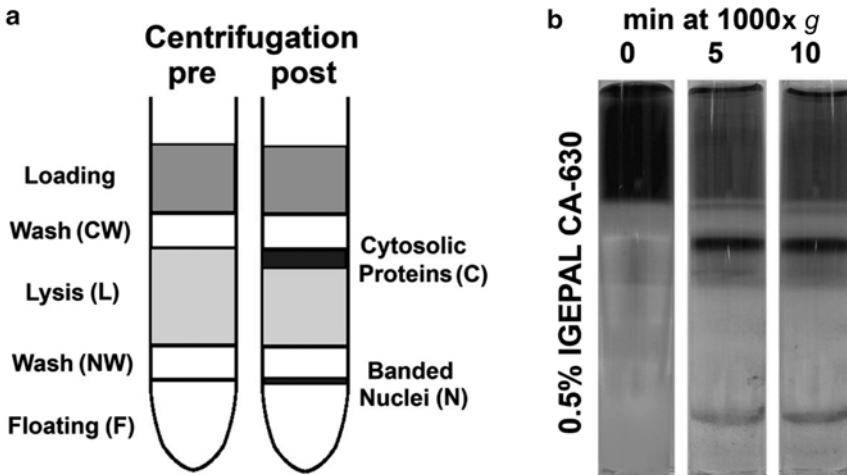 a
Centrifugation
pre post
Loading
Wash (CW)
Lysis (L)
Wash (NW)
Floating (F)
Cytosolic
Proteins (C)
Banded
Nuclei (N)
b
min at 1000x g
0 5 10
0.5% IGEPAL CA-630